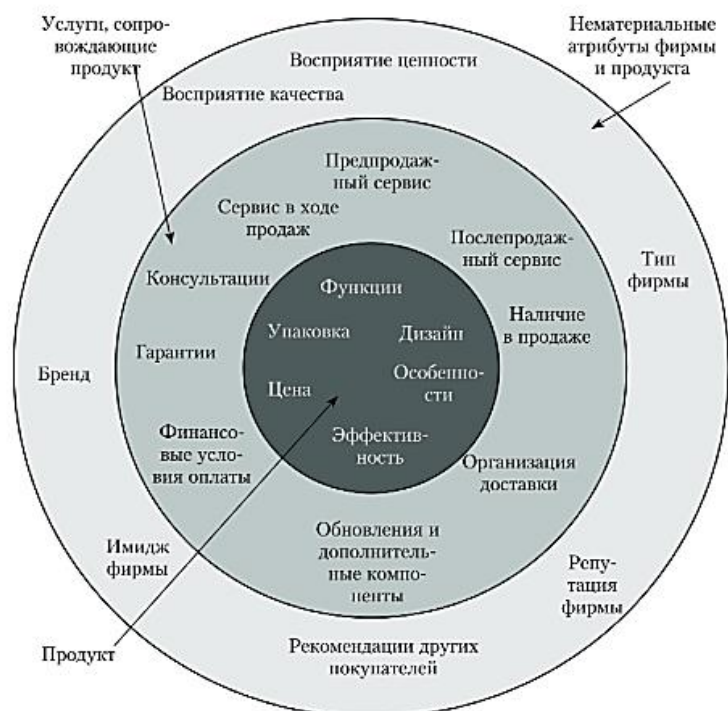 Услуги, сопро-
вождающие
продукт
Нематериальные
атрибуты фирмы
и продукта
Восприятие ценности
Восприятие качества
Предпродаж-
ный сервис
Сервис в ходе
продаж
Послепродаж-
ный сервис
Тип
фирмы
Консультации
Функции
Наличие
в продаже
Упаковка
Дизайн
Гарантии
Бренд
Особенно-
сти
Цена
Финансо-
вые усло-
вия оплаты
Эффектив-
ность
Организация
доставки
Обновления и
дополнитель-
ные компо-
ненты
Имидж
фирмы
Репу-
тация
фирмы
Продукт
Рекомендации других
покупателей